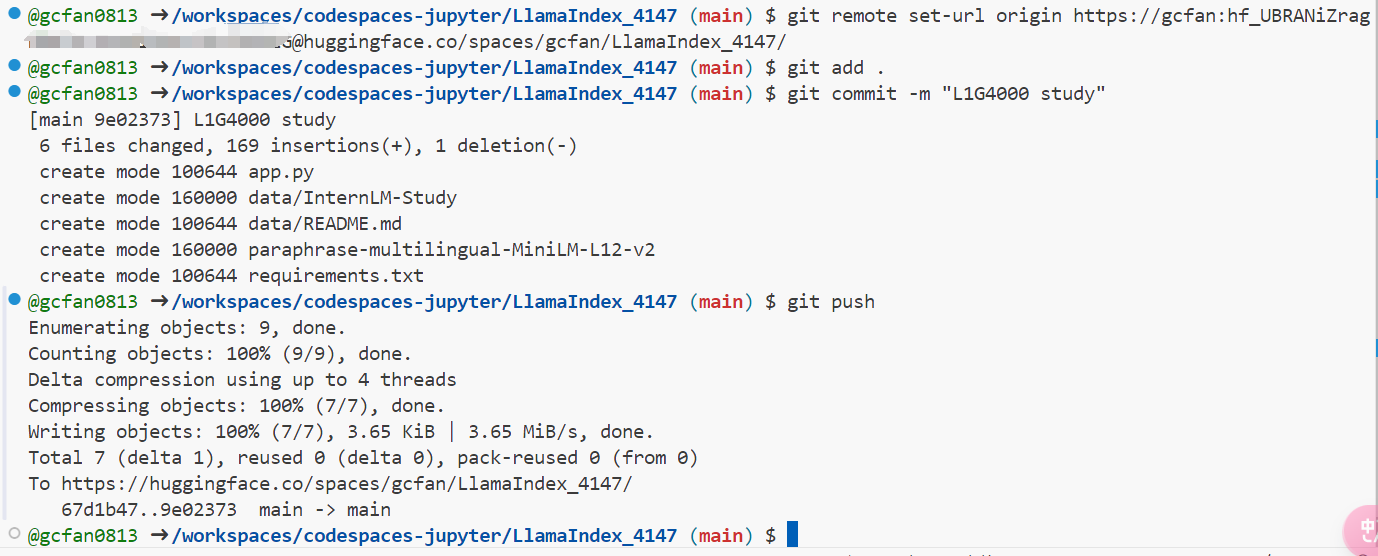 @gcfan0813 ➜/workspaces/codespaces-jupyter/LlamaIndex_4147 (main) $ git remote set-url origin https://gcfan:hf_UBRANiZrag
G@huggingface.co/spaces/gcfan/LlamaIndex_4147/
@gcfan0813 ➜/workspaces/codespaces-jupyter/LlamaIndex_4147 (main) $ git add .
@gcfan0813 ➜/workspaces/codespaces-jupyter/LlamaIndex_4147 (main) $ git commit -m "L1G4000 study"
[main 9e02373] L1G4000 study
6 files changed, 169 insertions(+), 1 deletion(-)
create mode 100644 app.py
create mode 160000 data/InternLM-Study
create mode 100644 data/README.md
create mode 160000 paraphrase-multilingual-MiniLM-L12-v2
create mode 100644 requirements.txt
@gcfan0813 ➜/workspaces/codespaces-jupyter/LlamaIndex_4147 (main) $ git push
Enumerating objects: 9, done.
Counting objects: 100% (9/9), done.
Delta compression using up to 4 threads
Compressing objects: 100% (7/7), done.
Writing objects: 100% (7/7), 3.65 KiB | 3.65 MiB/s, done.
Total 7 (delta 1), reused 0 (delta 0), pack-reused 0 (from 0)
To https://huggingface.co/spaces/gcfan/LlamaIndex_4147/
67d1b47..9e02373  main -> main
@gcfan0813 ➜/workspaces/codespaces-jupyter/LlamaIndex_4147 (main) $